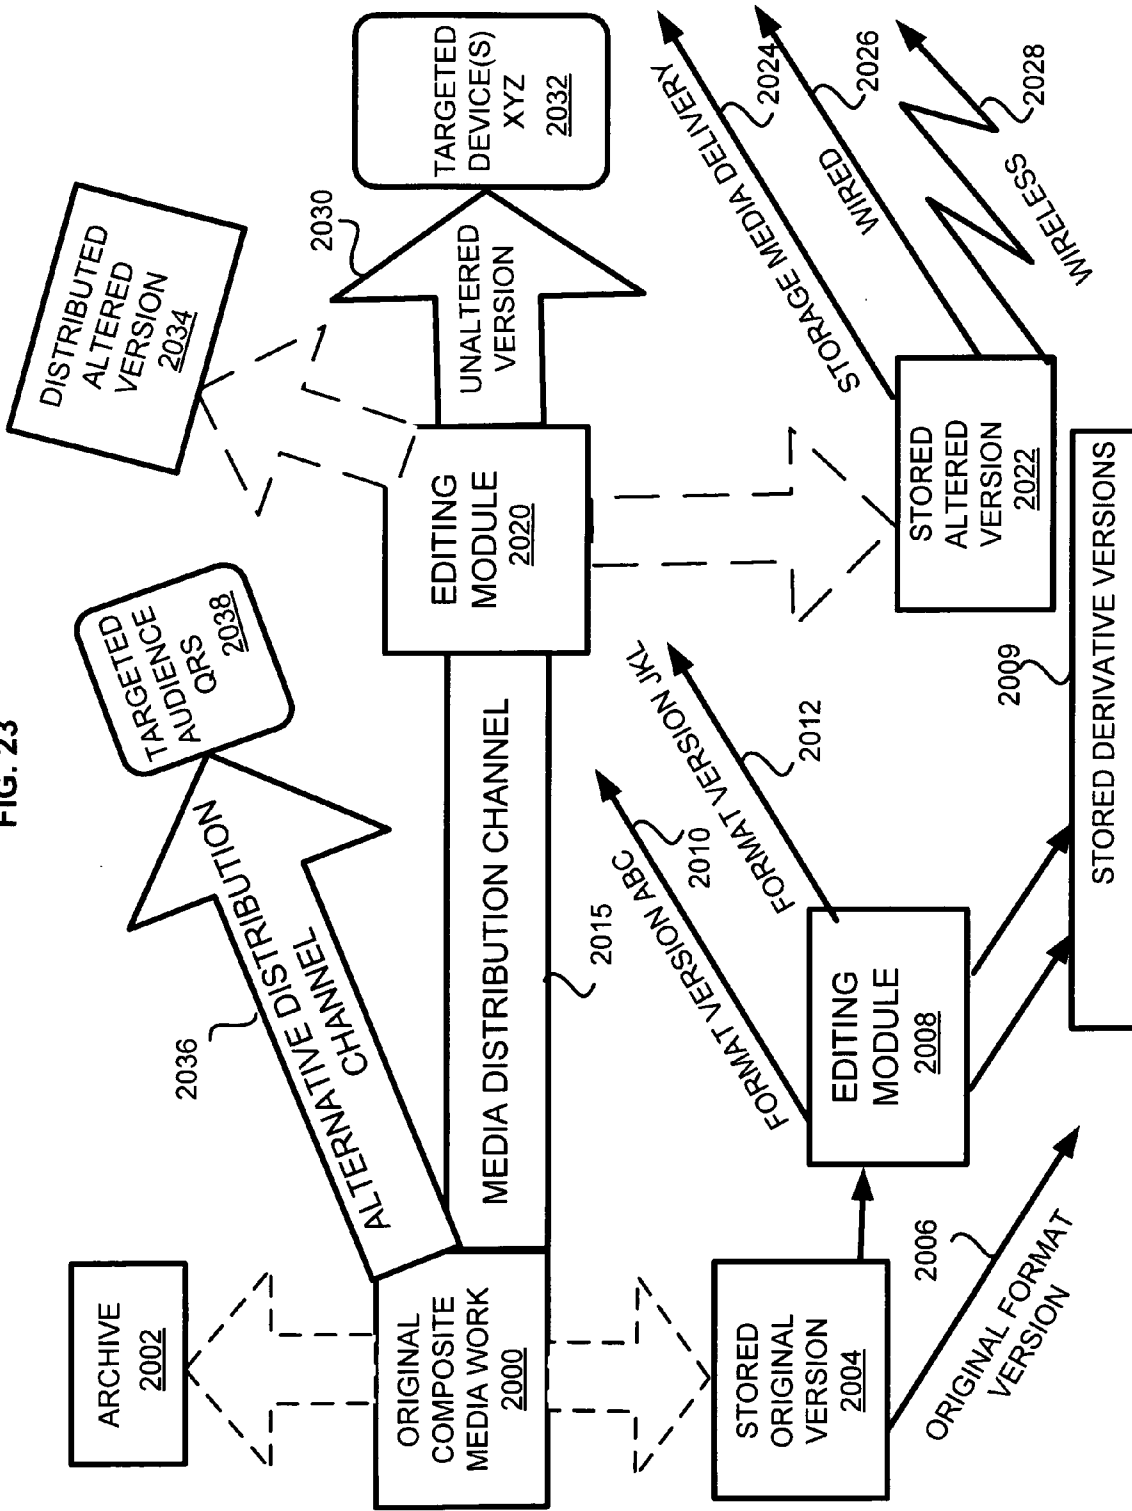 FIG. 23
ARCHIVE
2002
ORIGINAL
COMPOSITE
MEDIA WORK
2000
STORED
ORIGINAL
VERSION
2004
2006
ORIGINAL FORMAT
VERSION
2036
ALTERNATIVE DISTRIBUTION
CHANNEL
TARGETED
AUDIENCE
QRS
2038
MEDIA DISTRIBUTION CHANNEL
2015
EDITING
MODULE
2008
FORMAT VERSION ABC
2010
FORMAT VERSION JKL
2012
STORED DERIVATIVE VERSIONS
2009
EDITING
MODULE
2020
DISTRIBUTED
ALTERED
VERSION
2034
UNALTERED
VERSION
2030
TARGETED
DEVICE(S)
XYZ
2032
STORED
ALTERED
VERSION
2022
STORAGE MEDIA DELIVERY
2024
WIRED
2026
WIRELESS
2028